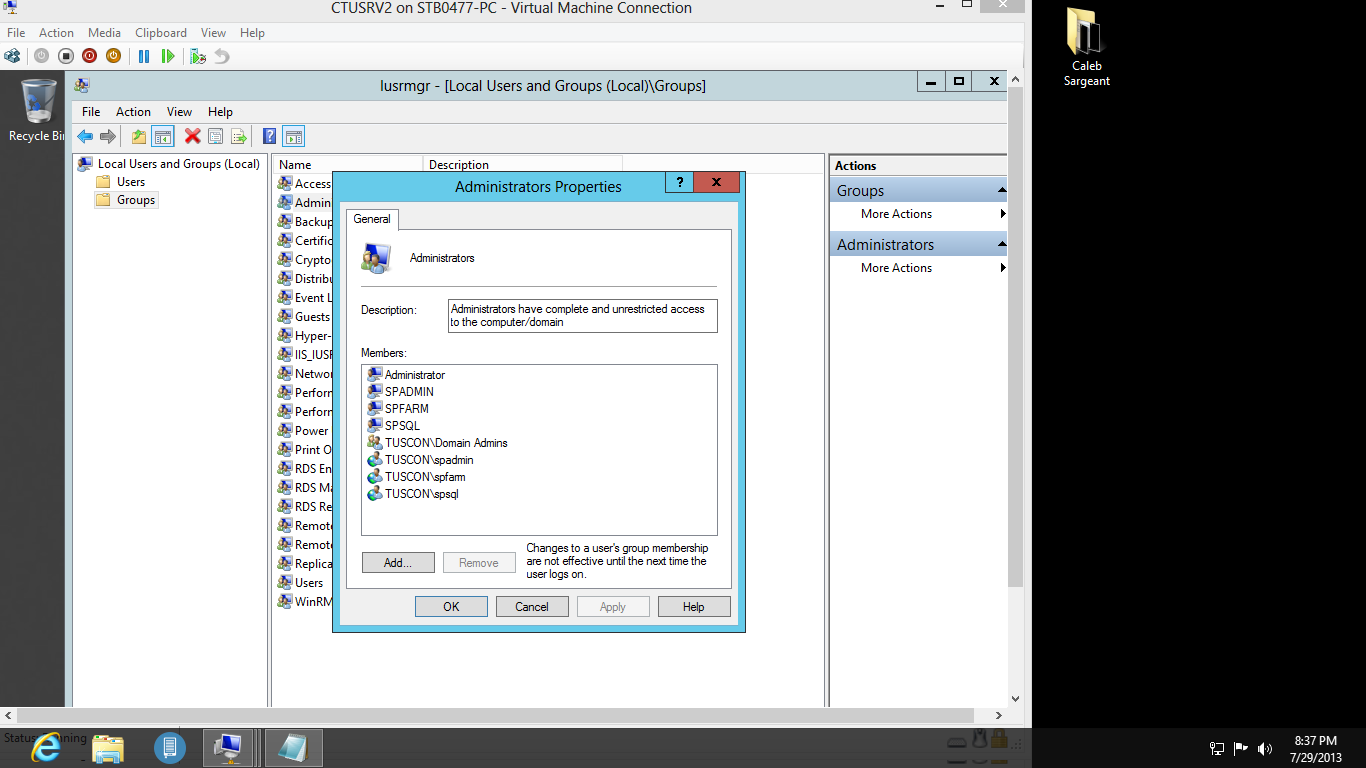 CTUSRV2 on STB0477-PC - Virtual Machine Connection
File Action Media Clipboard View Help
Caleb
Sargeant
lusrmgr - [Local Users and Groups (Local)\Groups]
File Action View Help
Recycle Bin
Local Users and Groups (Local)
Users
Groups
Name Description
Access
Admin
Backup
Certific
Crypto
Distribu
Event L
Guests
Hyper-
IIS_IUSR
Networ
Perforn
Perforn
Power
Print O
RDS En
RDS Ma
RDS Re
Remote
Remote
Replica
Users
WinRM
Administrators Properties
?
General
Administrators
Description:
Administrators have complete and unrestricted access
to the computer/domain
Members:
Administrator
SPADMIN
SPFARM
SPSQL
TUSCON\Domain Admins
TUSCON\spadmin
TUSCON\spfarm
TUSCON\spsql
Add... Remove
Changes to a user's group membership
are not effective until the next time the
user logs on.
OK Cancel Apply Help
Actions
Groups
More Actions
Administrators
More Actions
8:37 PM
7/29/2013